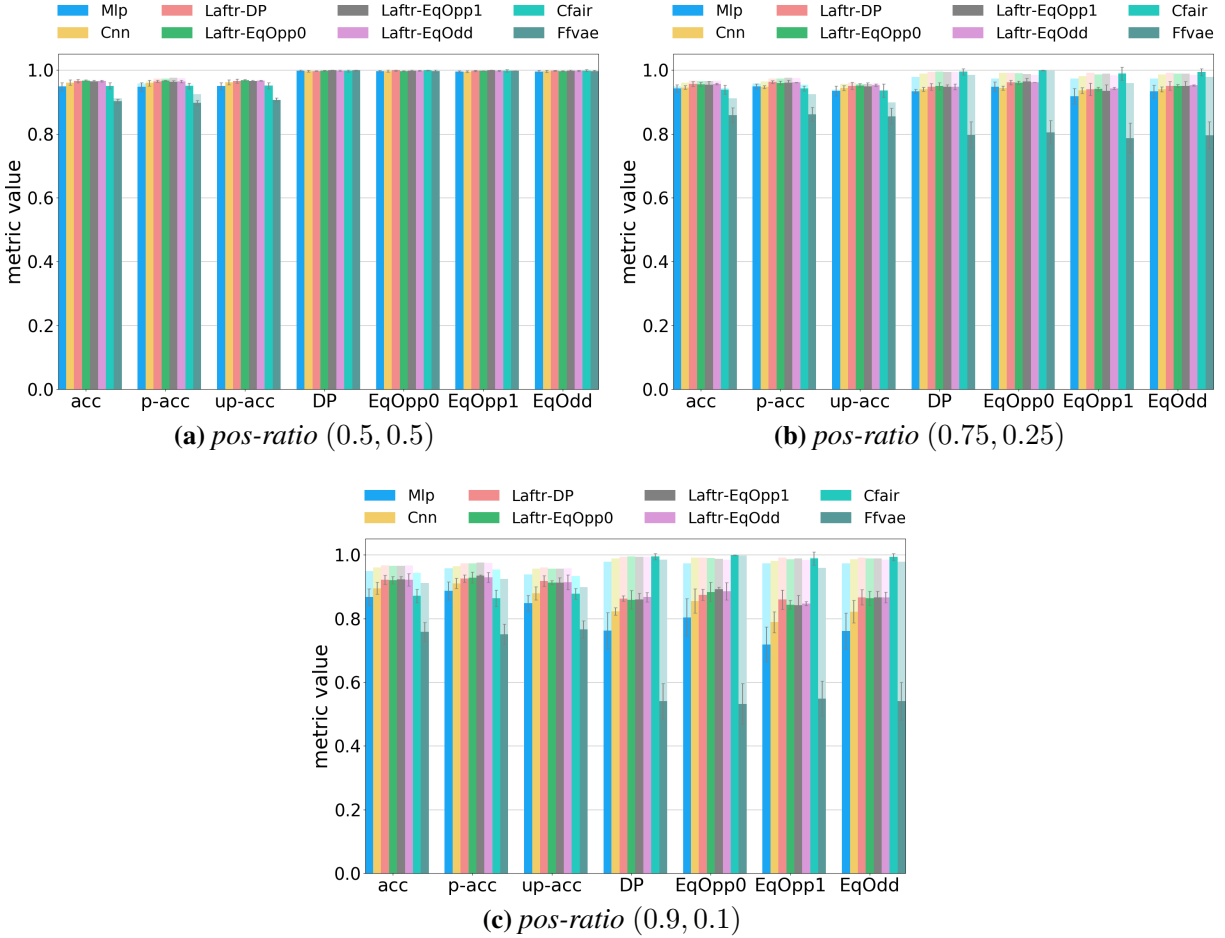 Mlp Laftr-DP Laftr-EqOpp1 Cfair
Cnn Laftr-EqOpp0 Laftr-EqOdd Ffvae
metric value
1.0
0.8
0.6
0.4
0.2
0.0
acc p-acc up-acc DP EqOpp0 EqOpp1 EqOdd
(a) pos-ratio (0.5, 0.5)
Mlp Laftr-DP Laftr-EqOpp1 Cfair
Cnn Laftr-EqOpp0 Laftr-EqOdd Ffvae
metric value
1.0
0.8
0.6
0.4
0.2
0.0
acc p-acc up-acc DP EqOpp0 EqOpp1 EqOdd
(b) pos-ratio (0.75, 0.25)
Mlp Laftr-DP Laftr-EqOpp1 Cfair
Cnn Laftr-EqOpp0 Laftr-EqOdd Ffvae
metric value
1.0
0.8
0.6
0.4
0.2
0.0
acc p-acc up-acc DP EqOpp0 EqOpp1 EqOdd
(c) pos-ratio (0.9, 0.1)